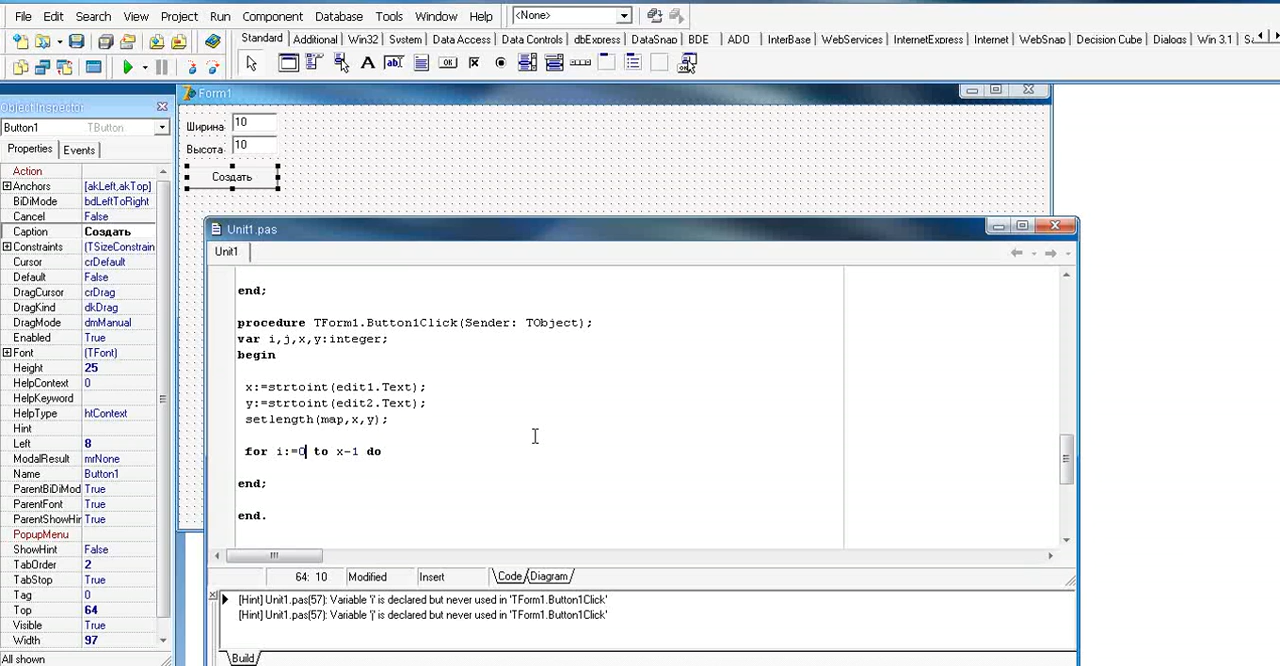 File Edit Search View Project Run Component Database Tools Window Help <None>
Standard Additional Win32 System Data Access Data Controls dbExpress DataSnap BDE ADO InterBase WebServices InternetExpress Internet WebSnap Decision Cube Dialogs Win 3.1
Form1
Object Inspector
Button1 TButton
Properties Events
Action
Anchors [akLeft,akTop]
BiDiMode bdLeftToRight
Cancel False
Caption Создать
Constraints (TSizeConstrain
Cursor crDefault
Default False
DragCursor crDrag
DragKind dkDrag
DragMode dmManual
Enabled True
Font (TFont)
Height 25
HelpContext 0
HelpKeyword
HelpType htContext
Hint
Left 8
ModalResult mrNone
Name Button1
ParentBiDiMod True
ParentFont True
ParentShowHir True
PopupMenu
ShowHint False
TabOrder 2
TabStop True
Tag 0
Top 64
Visible True
Width 97
All shown
Ширина 10
Высота 10
Создать
Unit1.pas
Unit1
end;
procedure TForm1.Button1Click(Sender: TObject);
var i,j,x,y:integer;
begin
x:=strtoint(edit1.Text);
y:=strtoint(edit2.Text);
setlength(map,x,y);
for i:=0 to x-1 do
end;
end.
64: 10 Modified Insert Code Diagram
[Hint] Unit1.pas(57): Variable 'i' is declared but never used in 'TForm1.Button1Click'
[Hint] Unit1.pas(57): Variable 'j' is declared but never used in 'TForm1.Button1Click'
Build